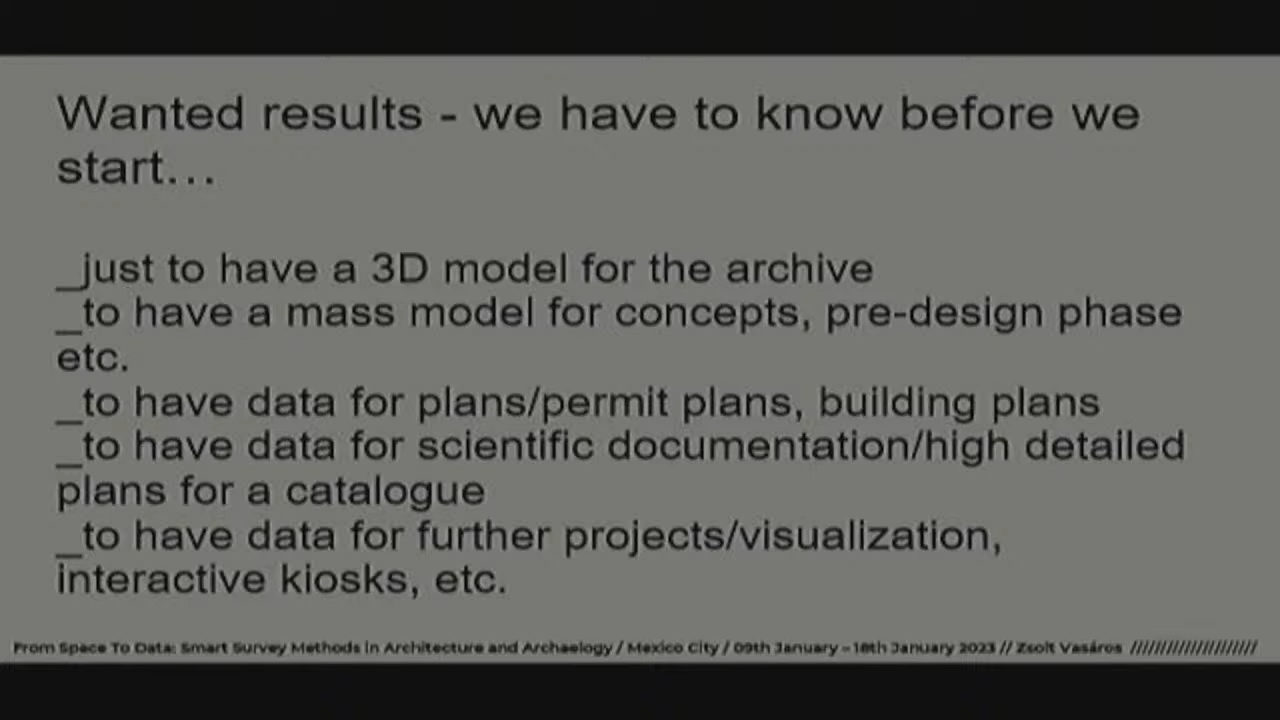 Wanted results - we have to know before we
start...
_just to have a 3D model for the archive
_to have a mass model for concepts, pre-design phase
etc.
_to have data for plans/permit plans, building plans
_to have data for scientific documentation/high detailed
plans for a catalogue
_to have data for further projects/visualization,
interactive kiosks, etc.
From Space To Data: Smart Survey Methods in Architecture and Archaelogy / Mexico City / 09th January - 18th January 2023 // Zsolt Vasáros /////////////////////